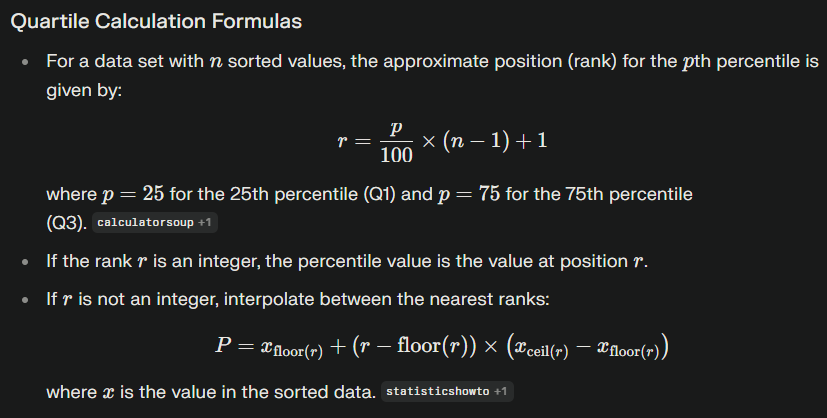 Quartile Calculation Formulas
• For a data set with n sorted values, the approximate position (rank) for the pth percentile is
given by:
r = p/100 × (n − 1) + 1
where p = 25 for the 25th percentile (Q1) and p = 75 for the 75th percentile
(Q3). calculatorsoup +1
• If the rank r is an integer, the percentile value is the value at position r.
• If r is not an integer, interpolate between the nearest ranks:
P = x_floor(r) + (r − floor(r)) × (x_ceil(r) − x_floor(r))
where x is the value in the sorted data. statisticshowto +1